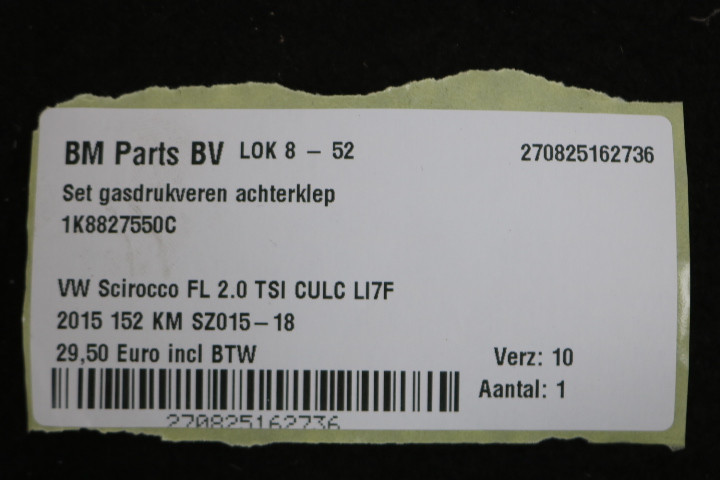 BM Parts BV LOK 8 - 52 270825162736
Set gasdrukveren achterklep
1K8827550C
VW Scirocco FL 2.0 TSI CULC LI7F
2015 152 KM SZ015-18
29,50 Euro incl BTW Verz: 10
Aantal: 1
270825162736